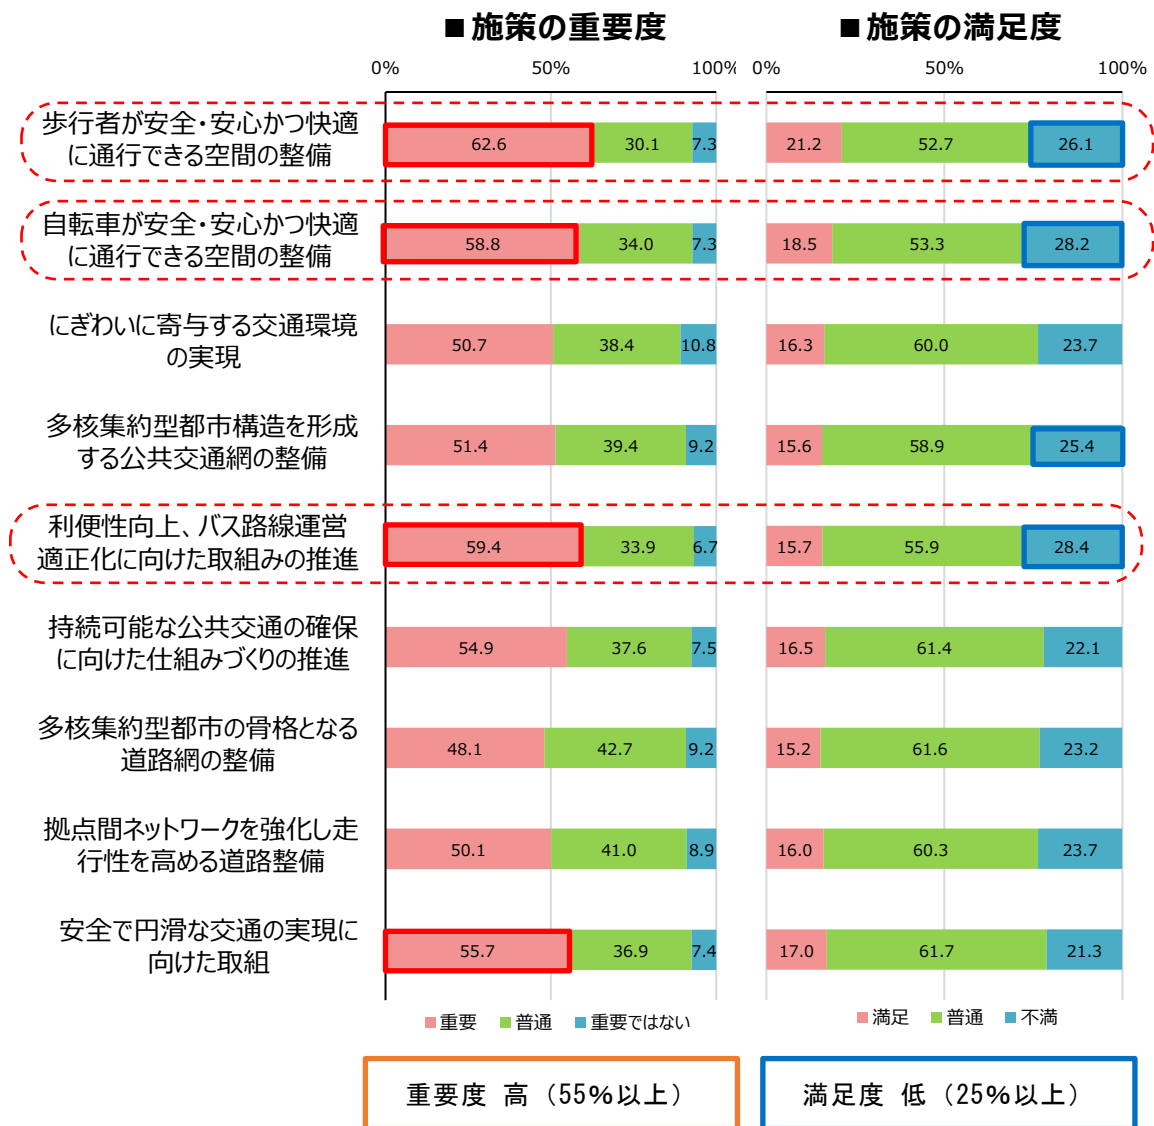 ■施策の重要度
■施策の満足度
0% 50% 100%
0% 50% 100%
歩行者が安全・安心かつ快適
に通行できる空間の整備
62.6 30.1 7.3
21.2 52.7 26.1
自転車が安全・安心かつ快適
に通行できる空間の整備
58.8 34.0 7.3
18.5 53.3 28.2
にぎわいに寄与する交通環境
の実現
50.7 38.4 10.8
16.3 60.0 23.7
多核集約型都市構造を形成
する公共交通網の整備
51.4 39.4 9.2
15.6 58.9 25.4
利便性向上、バス路線運営
適正化に向けた取組みの推進
59.4 33.9 6.7
15.7 55.9 28.4
持続可能な公共交通の確保
に向けた仕組みづくりの推進
54.9 37.6 7.5
16.5 61.4 22.1
多核集約型都市の骨格となる
道路網の整備
48.1 42.7 9.2
15.2 61.6 23.2
拠点間ネットワークを強化し走
行性を高める道路整備
50.1 41.0 8.9
16.0 60.3 23.7
安全で円滑な交通の実現に
向けた取組
55.7 36.9 7.4
17.0 61.7 21.3
■重要 ■普通 ■重要ではない
■満足 ■普通 ■不満
重要度 高（55%以上）
満足度 低（25%以上）